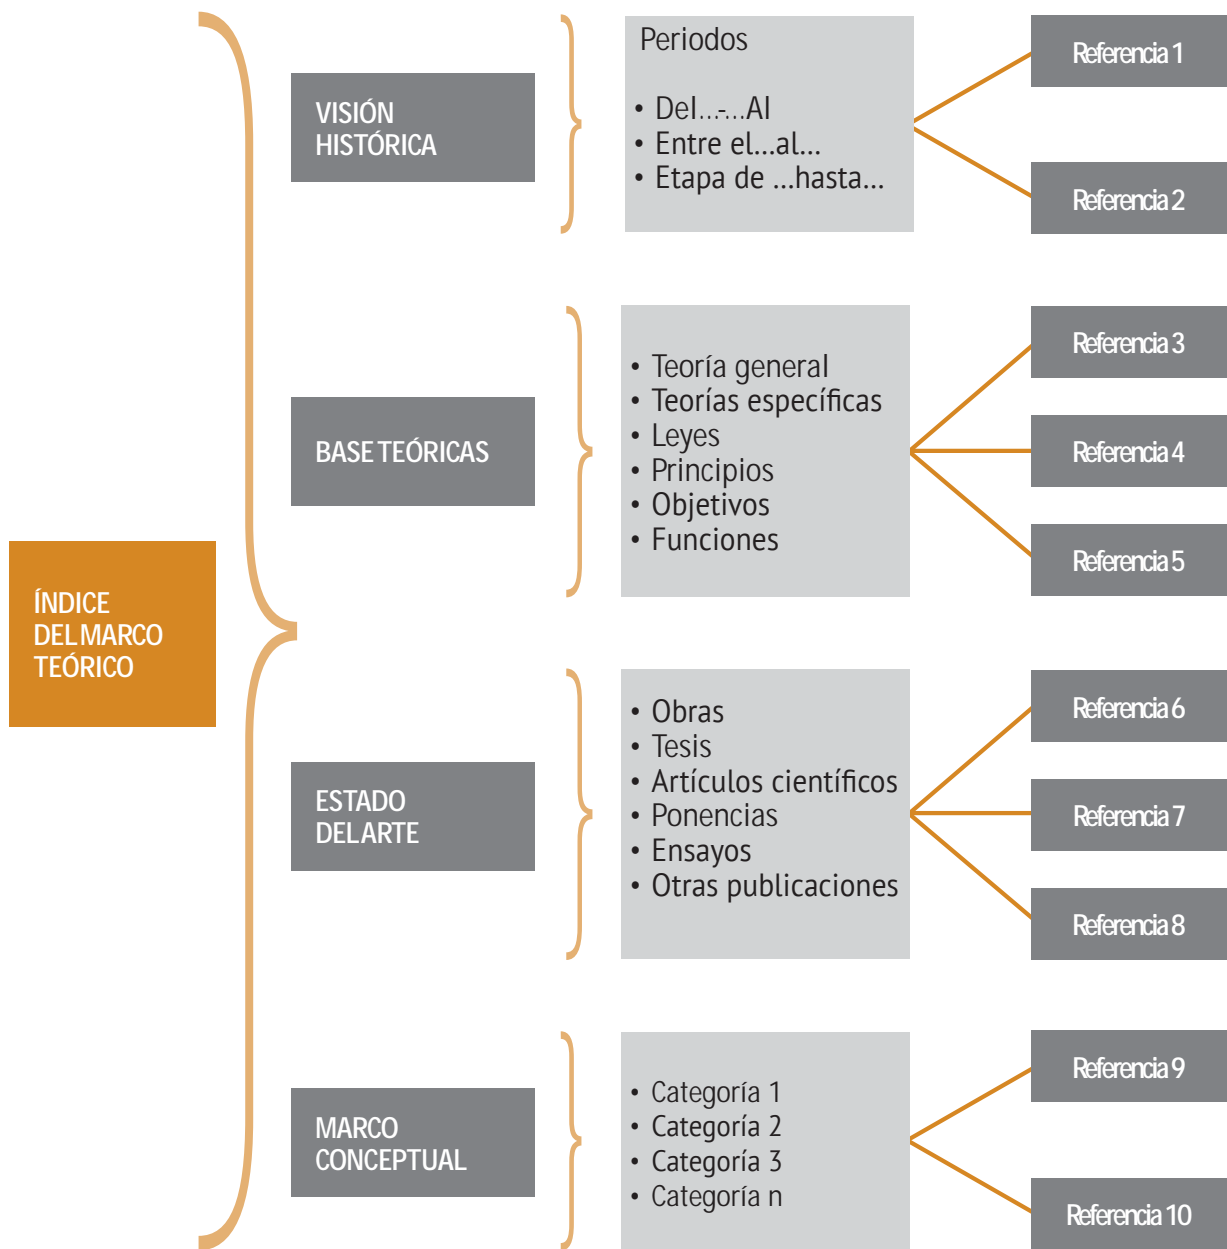 ÍNDICE
DEL MARCO
TEÓRICO
VISIÓN
HISTÓRICA
Periodos
• Del...-...Al
• Entre el...al...
• Etapa de ...hasta...
Referencia 1
Referencia 2
BASE TEÓRICAS
• Teoría general
• Teorías específicas
• Leyes
• Principios
• Objetivos
• Funciones
Referencia 3
Referencia 4
Referencia 5
ESTADO
DEL ARTE
• Obras
• Tesis
• Artículos científicos
• Ponencias
• Ensayos
• Otras publicaciones
Referencia 6
Referencia 7
Referencia 8
MARCO
CONCEPTUAL
• Categoría 1
• Categoría 2
• Categoría 3
• Categoría n
Referencia 9
Referencia 10